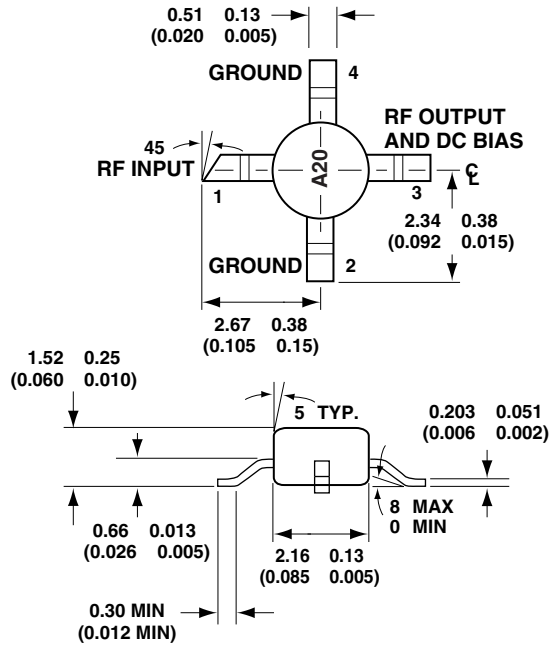 0.51 0.13
(0.020 0.005)
GROUND 4
RF OUTPUT
AND DC BIAS
45
RF INPUT
A20
℄
1
3
2.34 0.38
(0.092 0.015)
GROUND 2
2.67 0.38
(0.105 0.15)
1.52 0.25
(0.060 0.010)
5 TYP.
0.203 0.051
(0.006 0.002)
8 MAX
0 MIN
0.66 0.013
(0.026 0.005)
2.16 0.13
(0.085 0.005)
0.30 MIN
(0.012 MIN)